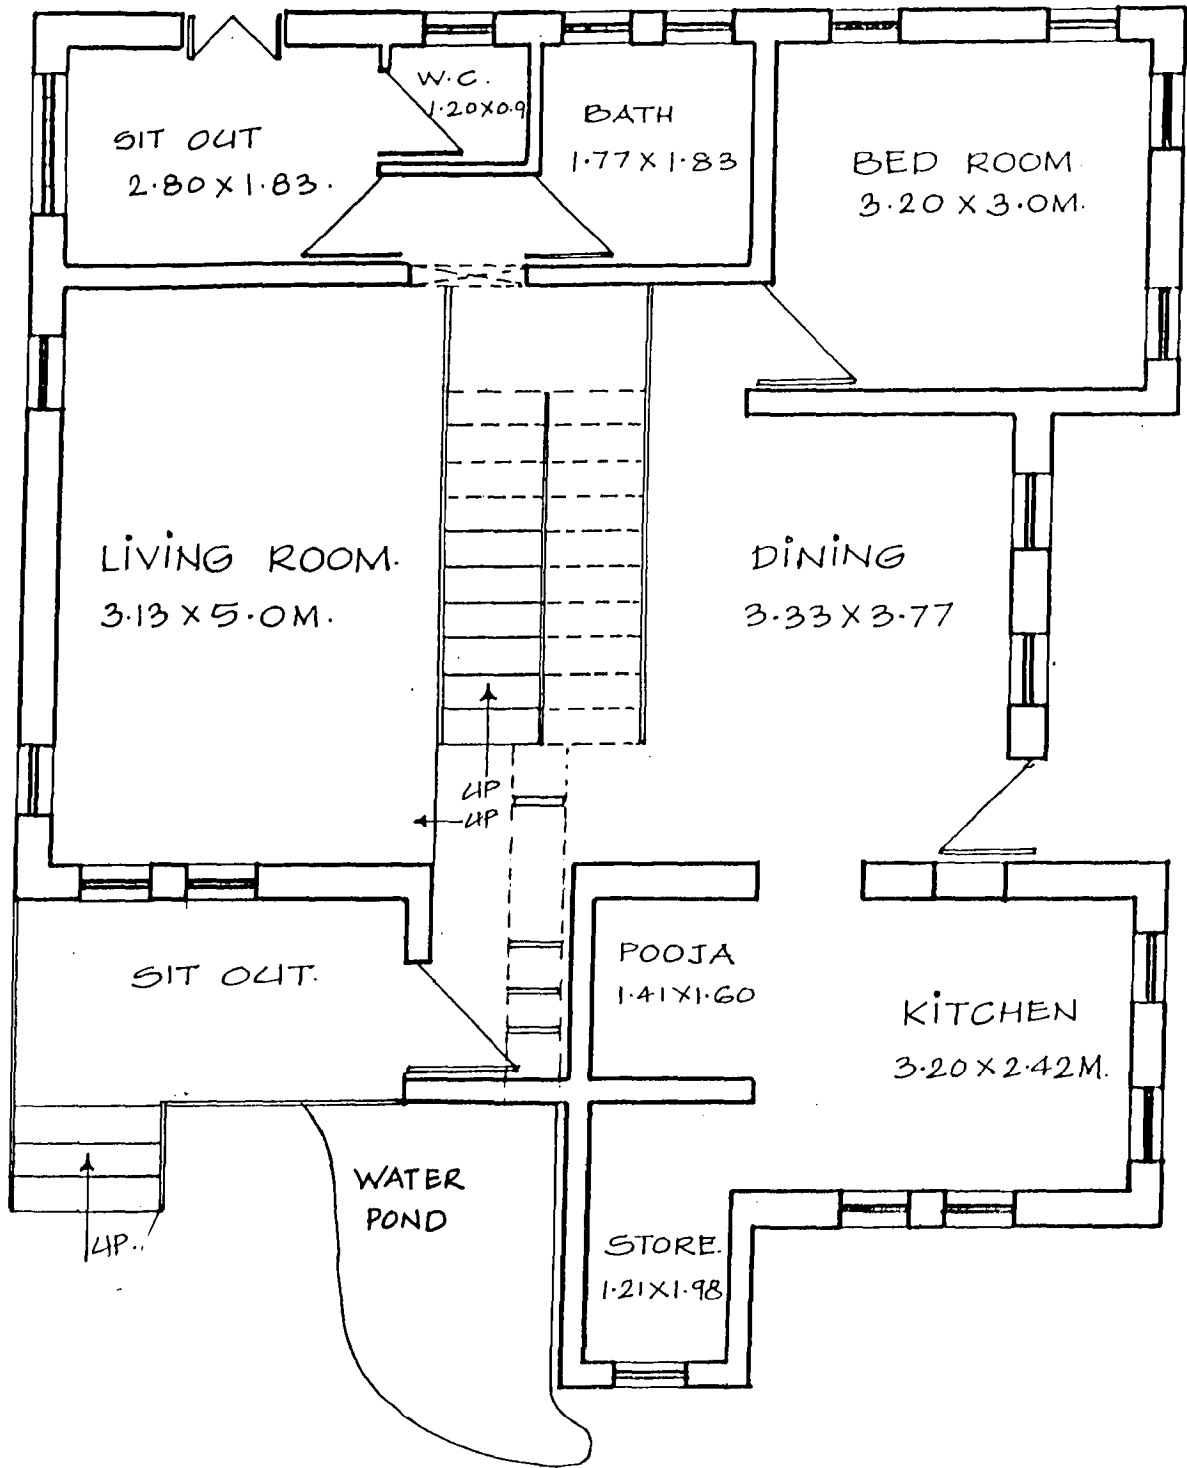 W.C.
1.20X0.9
SIT OUT
2.80 X 1.83.
BATH
1.77 X 1.83
BED ROOM
3.20 X 3.0M.
LiViNG ROOM.
3.13 X 5.0M.
DiNiNG
3.33 X 3.77
UP
UP
SIT OUT.
POOJA
1.41X1.60
KiTCHEN
3.20 X 2.42M.
WATER
POND
UP..
STORE.
1.21X1.98